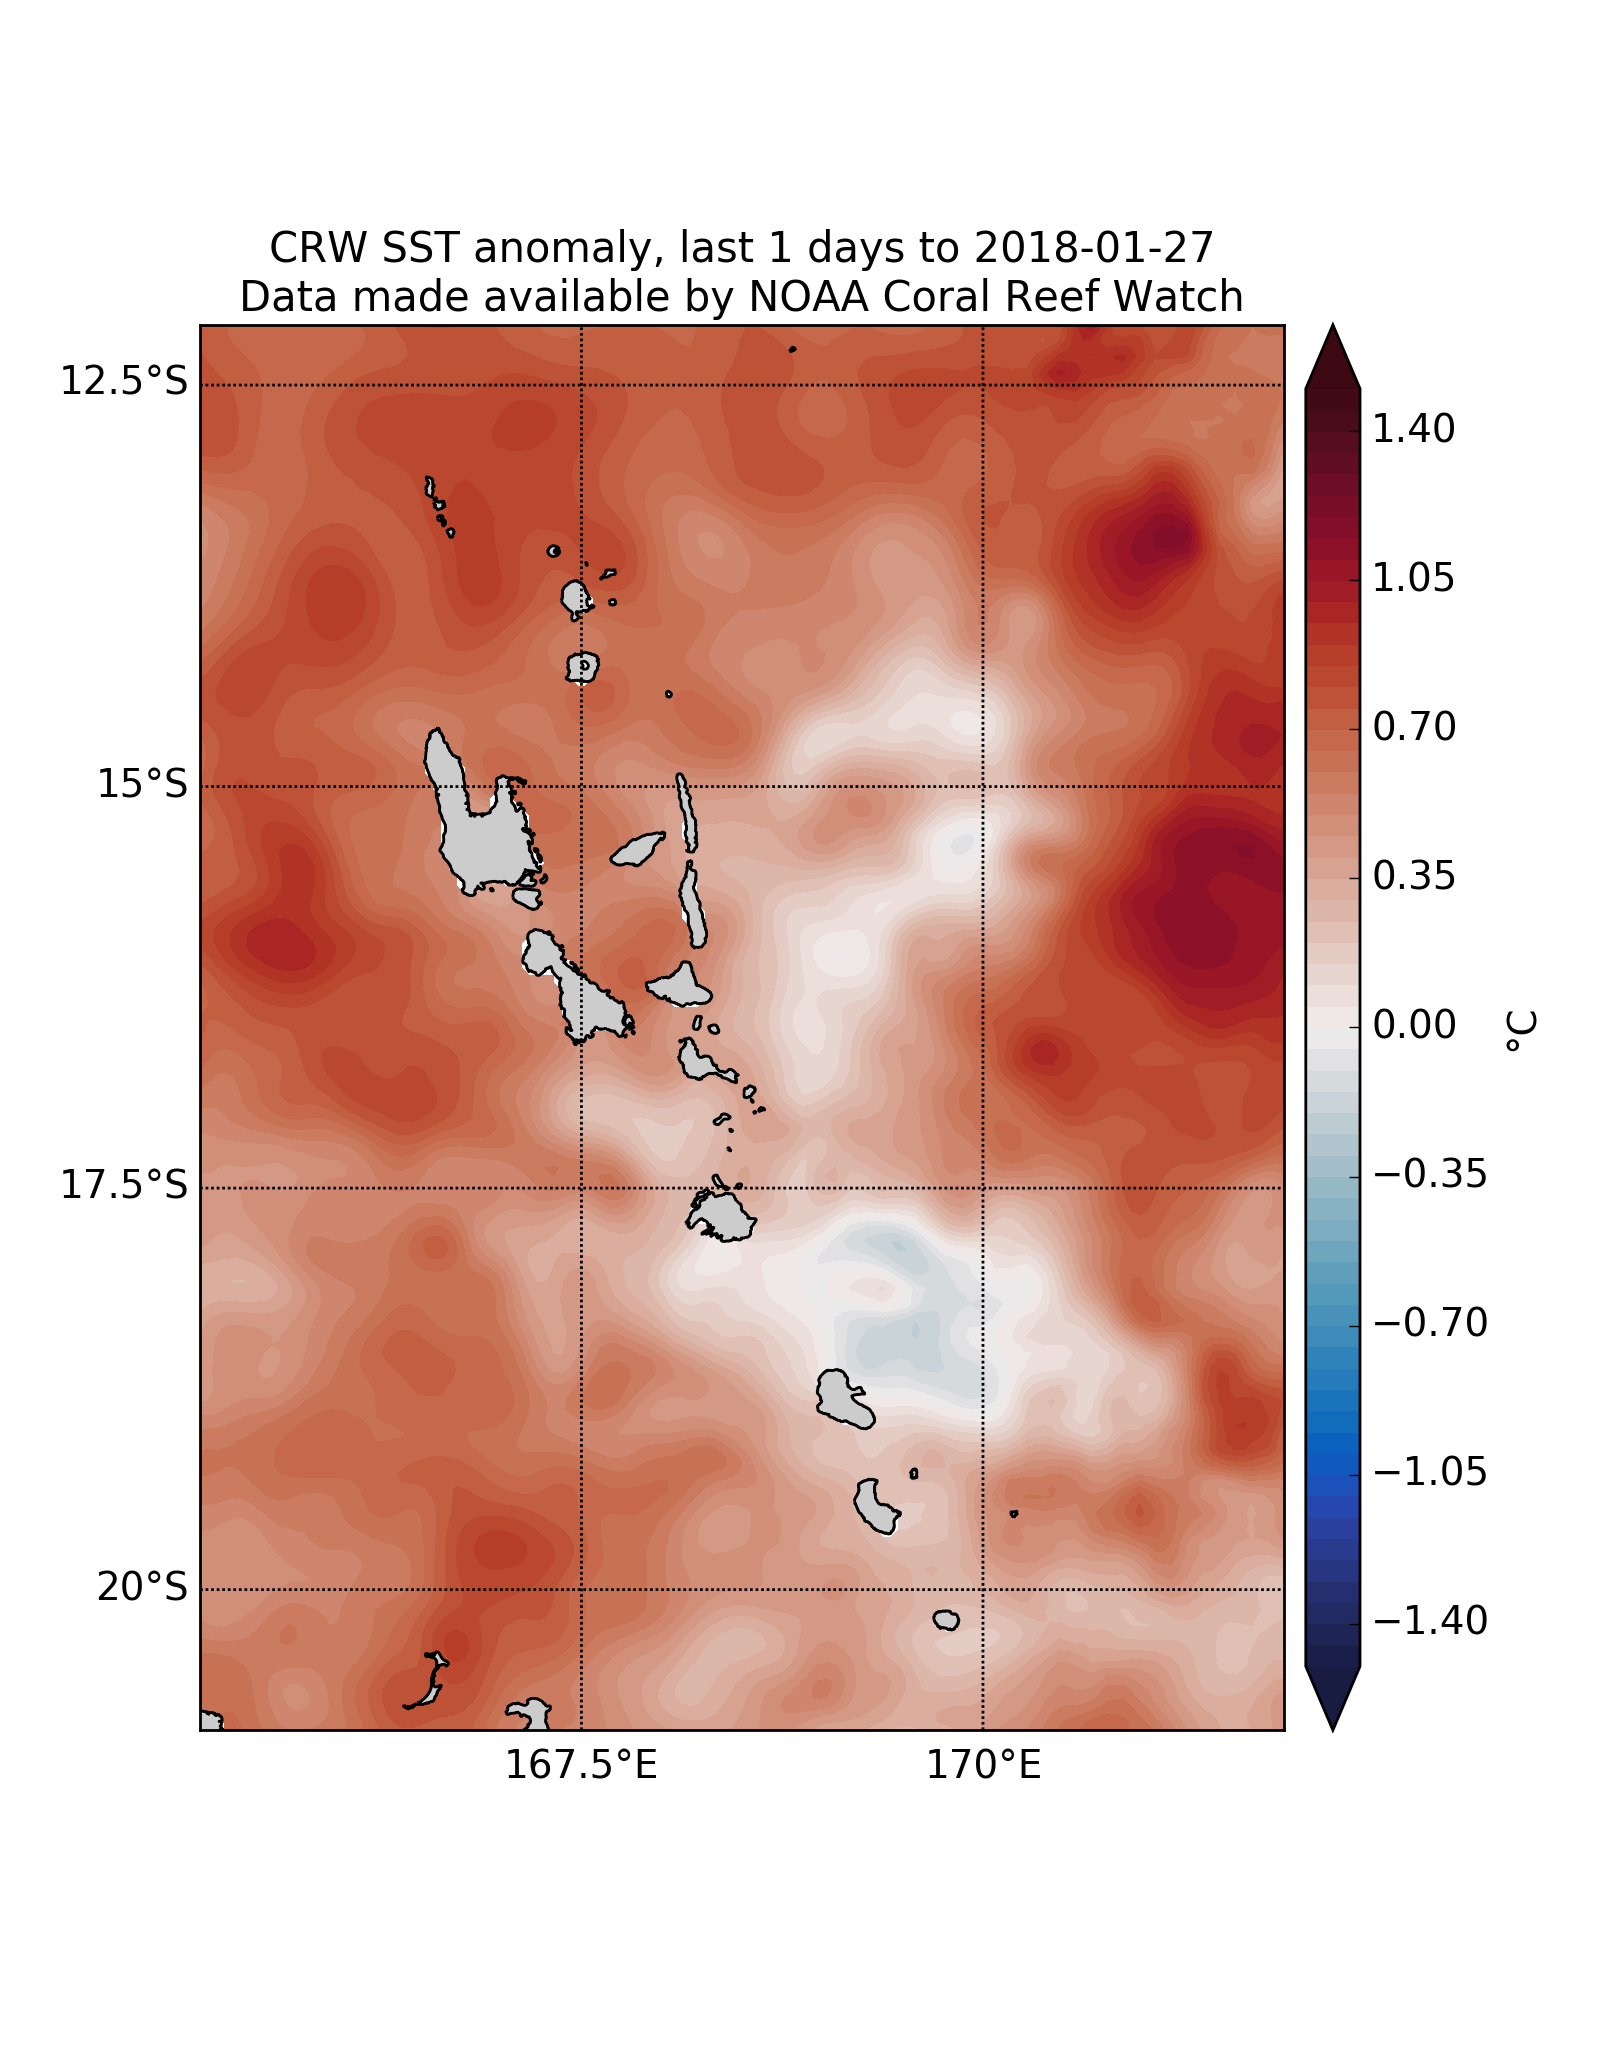 CRW SST anomaly, last 1 days to 2018-01-27
Data made available by NOAA Coral Reef Watch
12.5°S
15°S
17.5°S
20°S
167.5°E
170°E
1.40
1.05
0.70
0.35
0.00
−0.35
−0.70
−1.05
−1.40
°C